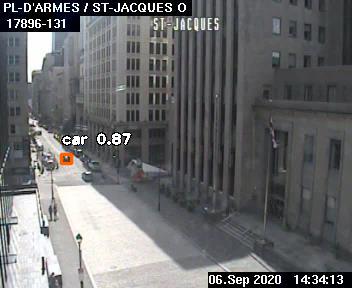 PL-D'ARMES / ST-JACQUES O
17896-131
ST-JACQUES
car 0.87
06.Sep 2020 14:34:13